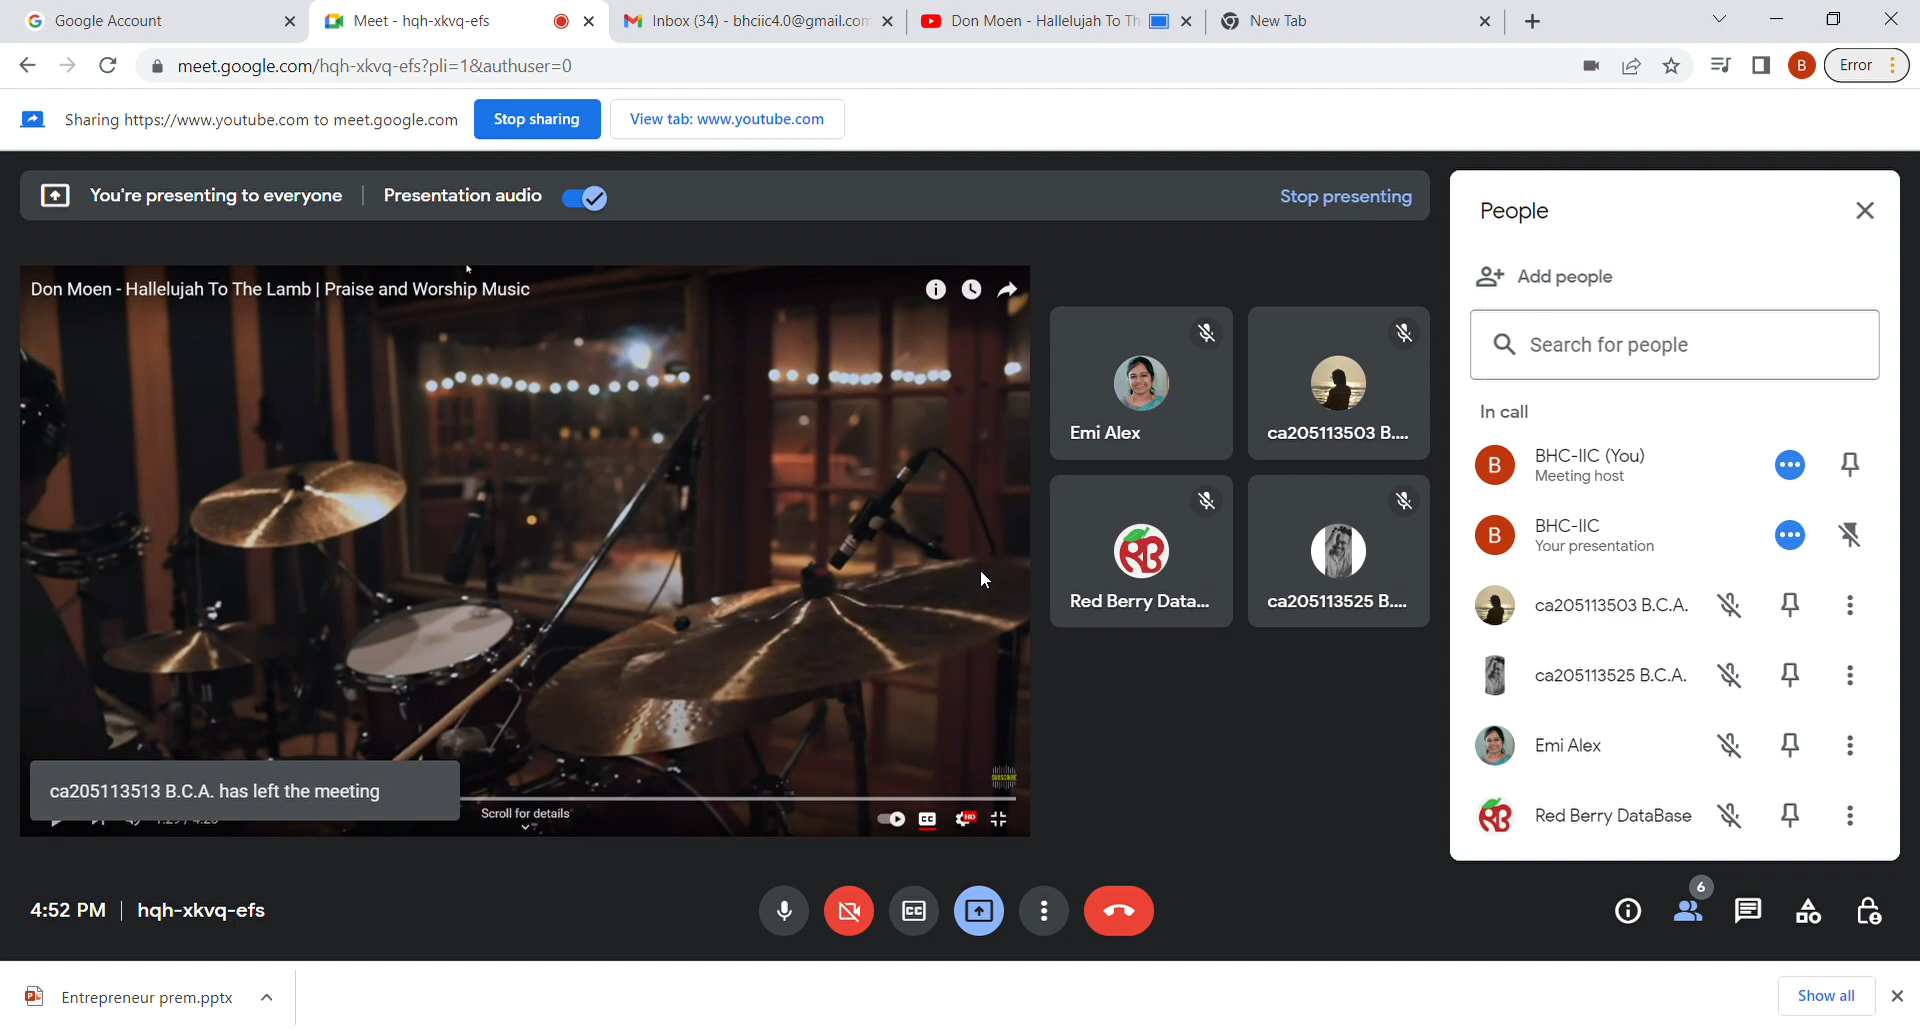 Google Account
Meet - hqh-xkvq-efs
Inbox (34) - bhciic4.0@gmail.com
Don Moen - Hallelujah To Th
New Tab
meet.google.com/hqh-xkvq-efs?pli=1&authuser=0
B
Error
Sharing https://www.youtube.com to meet.google.com
Stop sharing
View tab: www.youtube.com
You're presenting to everyone
Presentation audio
Stop presenting
Don Moen - Hallelujah To The Lamb | Praise and Worship Music
Emi Alex
ca205113503 B....
RB
Red Berry Data...
ca205113525 B....
SUBSCRIBE
ca205113513 B.C.A. has left the meeting
Scroll for details
CC
HD
People
Add people
Search for people
In call
B
BHC-IIC (You)
Meeting host
B
BHC-IIC
Your presentation
ca205113503 B.C.A.
ca205113525 B.C.A.
Emi Alex
RB
Red Berry DataBase
4:52 PM
hqh-xkvq-efs
CC
6
Entrepreneur prem.pptx
Show all